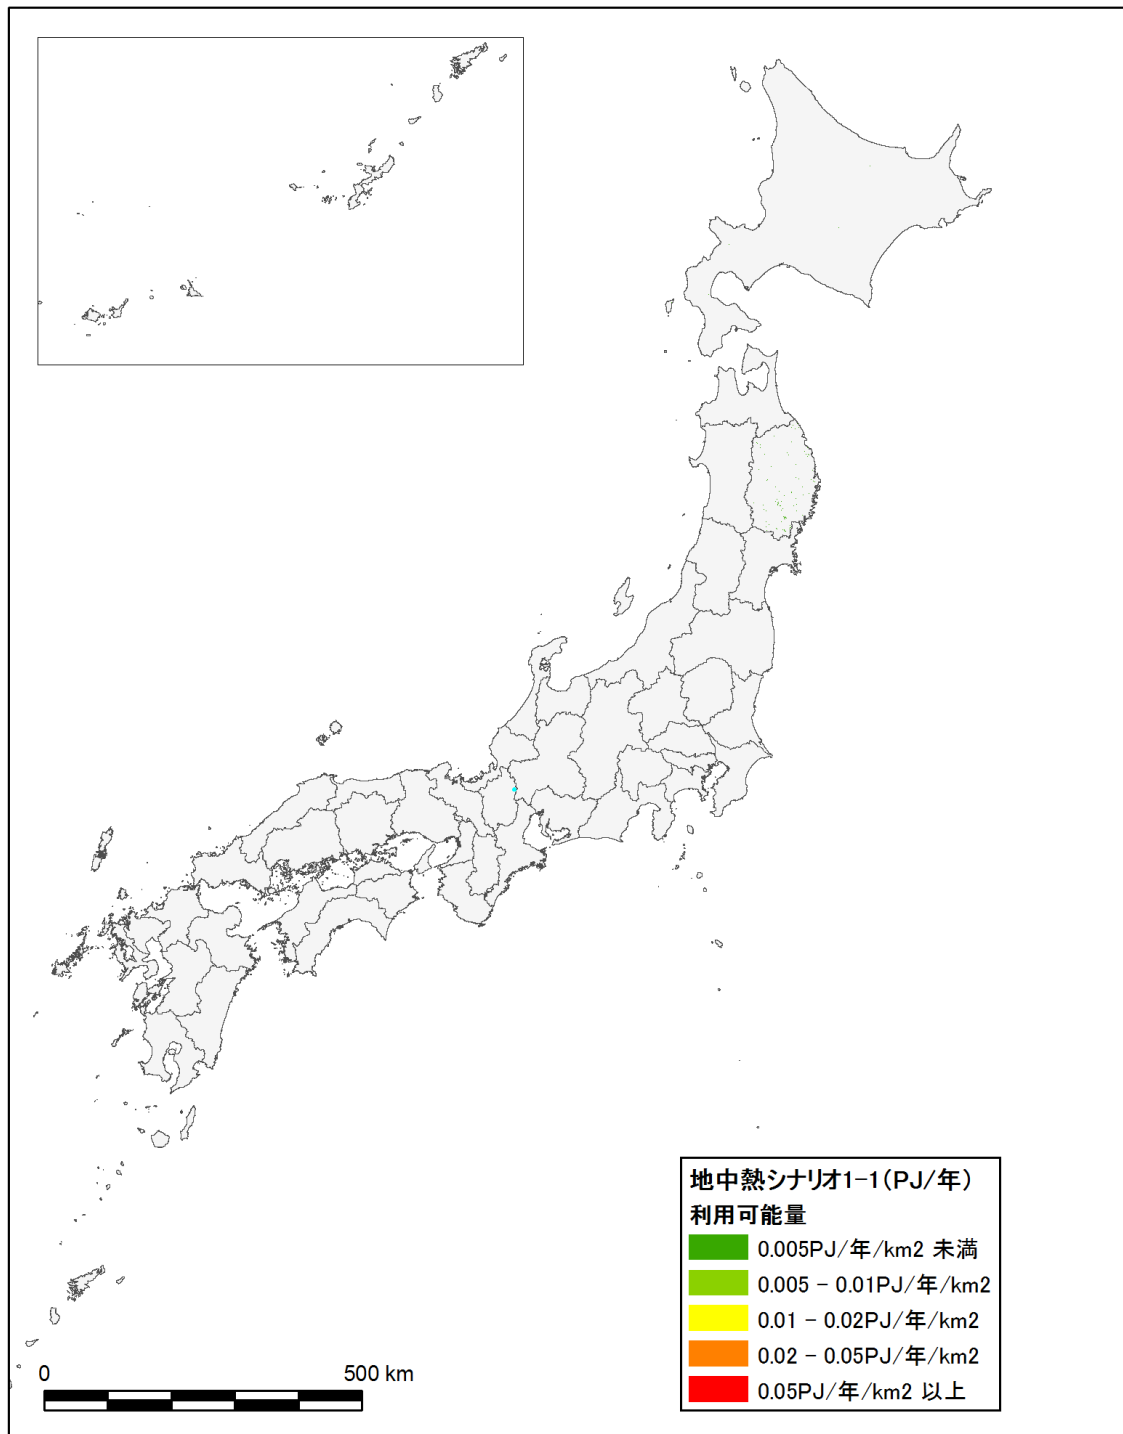 地中熱シナリオ1-1(PJ/年)
利用可能量
0.005PJ/年/km2 未満
0.005 - 0.01PJ/年/km2
0.01 - 0.02PJ/年/km2
0.02 - 0.05PJ/年/km2
0.05PJ/年/km2 以上
0 500 km